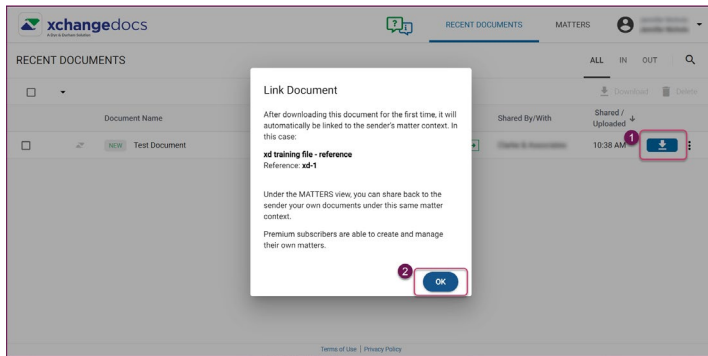 xchangedocs
A Dye & Durham Solution
?
i
RECENT DOCUMENTS
MATTERS
RECENT DOCUMENTS
ALL IN OUT
Download Delete
Document Name
Shared By/With
Shared /
Uploaded
NEW Test Document
10:38 AM
1
Link Document
After downloading this document for the first time, it will
automatically be linked to the sender's matter context. In
this case:
xd training file - reference
Reference: xd-1
Under the MATTERS view, you can share back to the
sender your own documents under this same matter
context.
Premium subscribers are able to create and manage
their own matters.
2
OK
Terms of Use | Privacy Policy